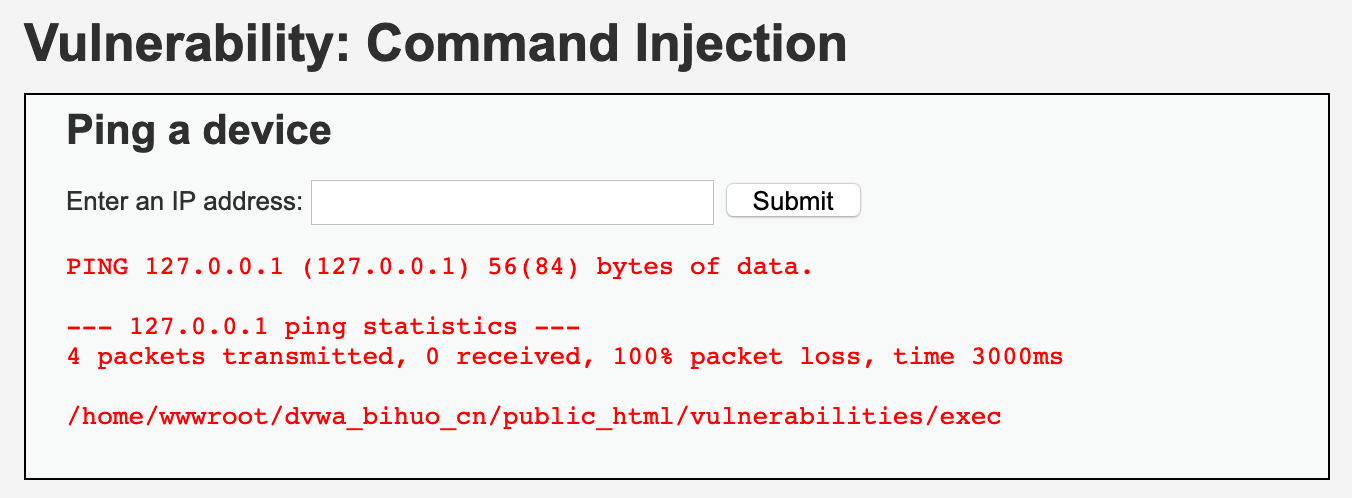 Vulnerability: Command Injection
Ping a device
Enter an IP address: Submit
PING 127.0.0.1 (127.0.0.1) 56(84) bytes of data.
--- 127.0.0.1 ping statistics ---
4 packets transmitted, 0 received, 100% packet loss, time 3000ms
/home/wwwroot/dvwa_bihuo_cn/public_html/vulnerabilities/exec